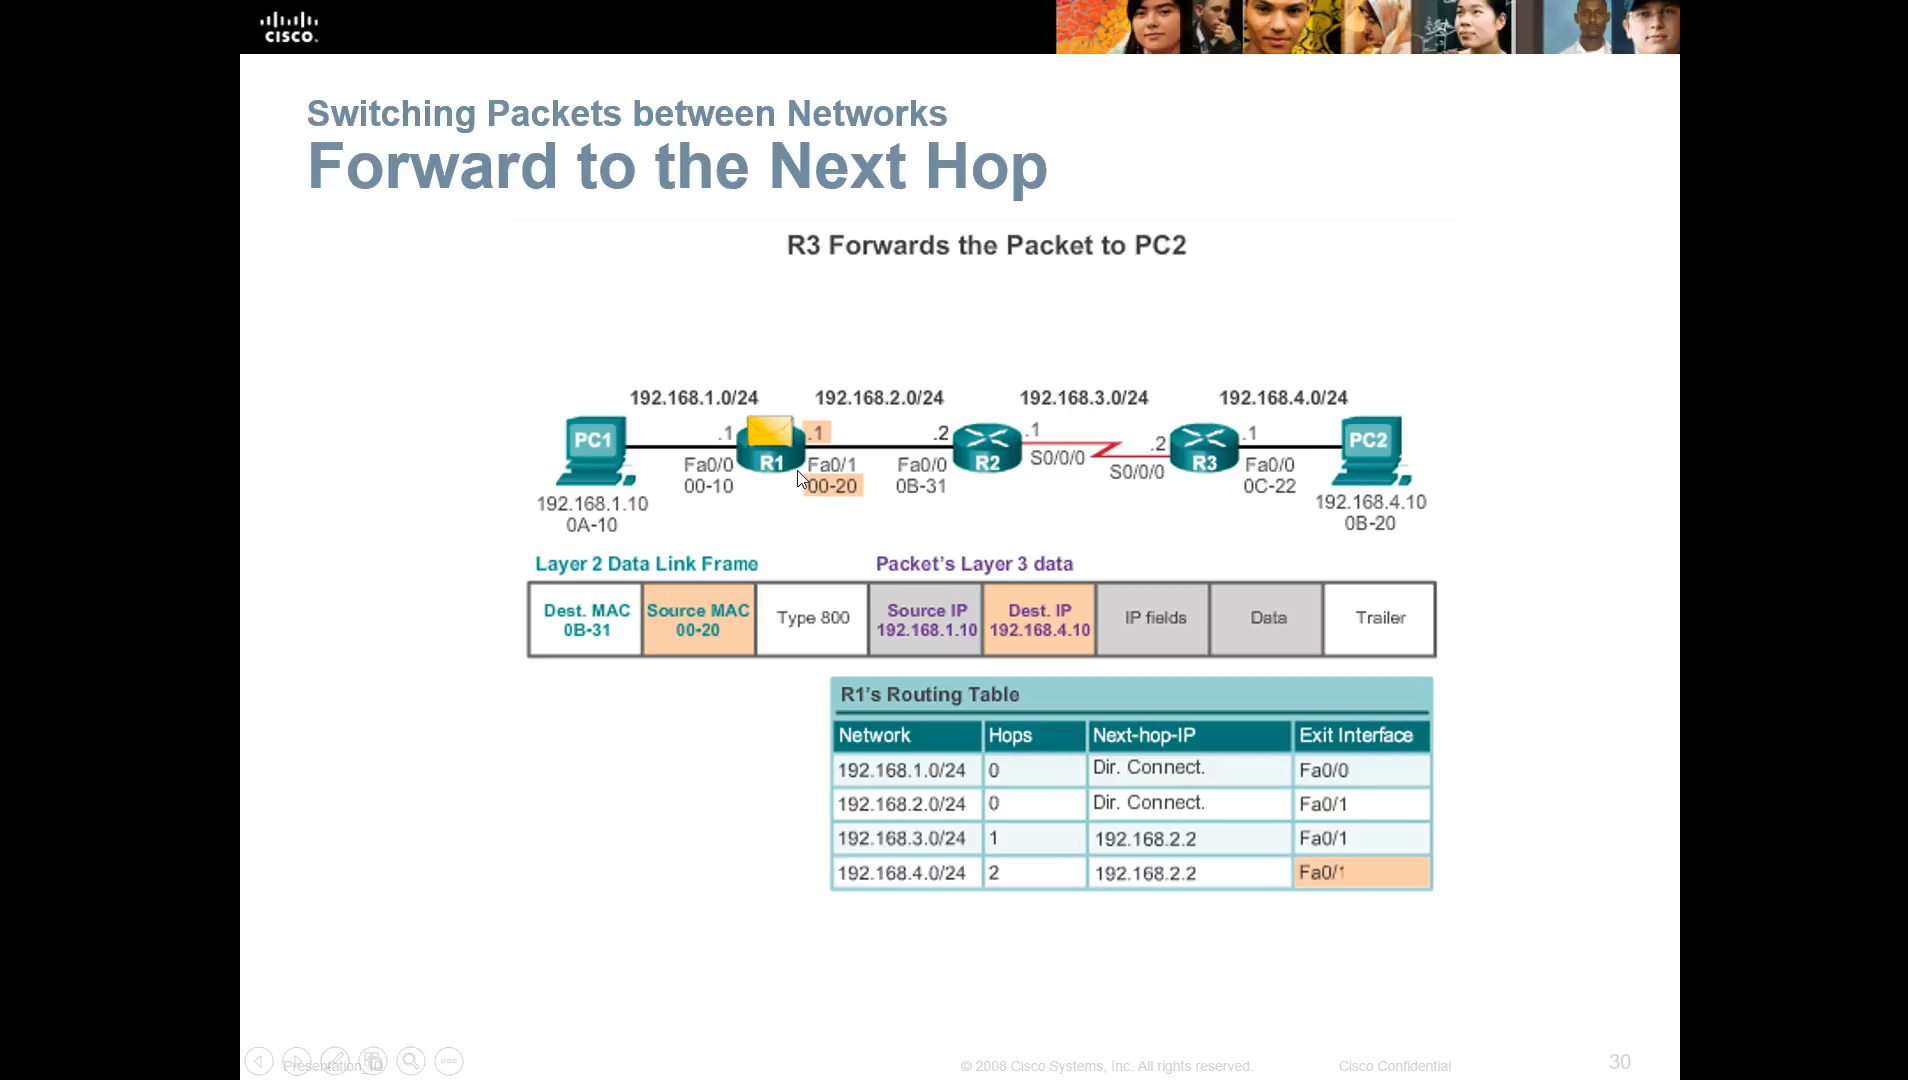 CISCO
Switching Packets between Networks
Forward to the Next Hop
R3 Forwards the Packet to PC2
192.168.1.0/24 192.168.2.0/24 192.168.3.0/24 192.168.4.0/24
PC1 .1 R1 .1 .2 R2 .1 .2 R3 .1 PC2
Fa0/0 Fa0/1 Fa0/0 S0/0/0 S0/0/0 Fa0/0
00-10 00-20 0B-31 0C-22
192.168.1.10 192.168.4.10
0A-10 0B-20
Layer 2 Data Link Frame Packet's Layer 3 data
Dest. MAC Source MAC Type 800 Source IP Dest. IP IP fields Data Trailer
0B-31 00-20 192.168.1.10 192.168.4.10
R1's Routing Table
Network Hops Next-hop-IP Exit Interface
192.168.1.0/24 0 Dir. Connect. Fa0/0
192.168.2.0/24 0 Dir. Connect. Fa0/1
192.168.3.0/24 1 192.168.2.2 Fa0/1
192.168.4.0/24 2 192.168.2.2 Fa0/1
Presentation_ID © 2008 Cisco Systems, Inc. All rights reserved. Cisco Confidential 30